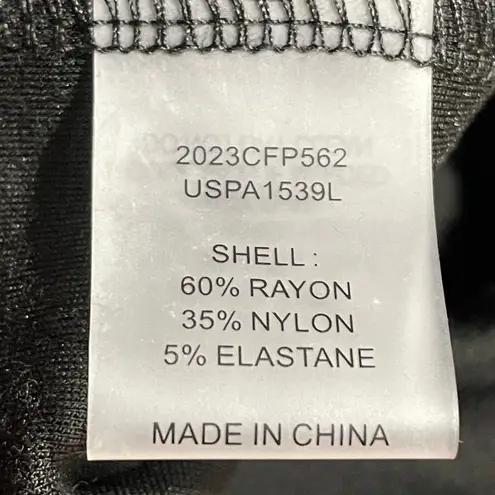 2023CFP562
USPA1539L
SHELL :
60% RAYON
35% NYLON
5% ELASTANE
MADE IN CHINA